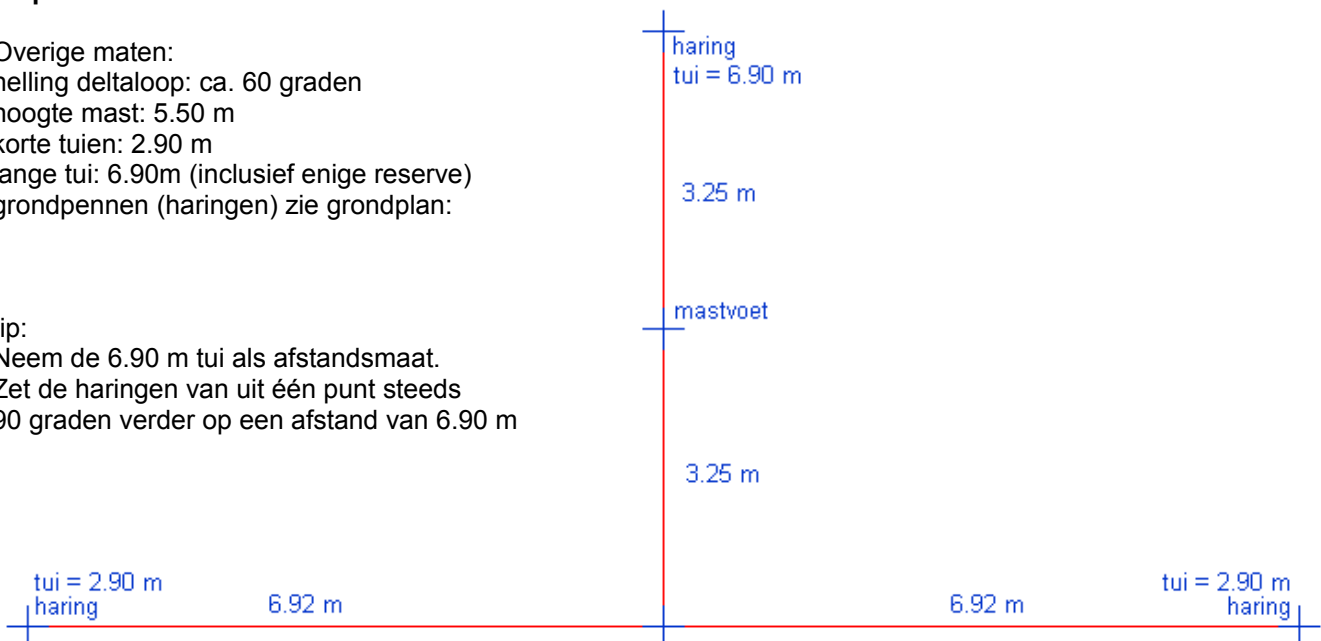 Overige maten:
helling deltaloop: ca. 60 graden
hoogte mast: 5.50 m
korte tuien: 2.90 m
lange tui: 6.90m (inclusief enige reserve)
grondpennen (haringen) zie grondplan:
tip:
Neem de 6.90 m tui als afstandsmaat.
Zet de haringen van uit één punt steeds
90 graden verder op een afstand van 6.90 m
haring
tui = 6.90 m
3.25 m
mastvoet
3.25 m
tui = 2.90 m
haring
6.92 m
6.92 m
tui = 2.90 m
haring